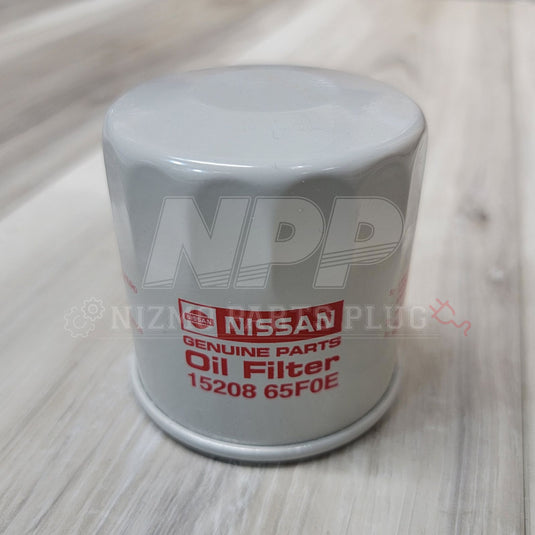 NPP
NIZMO PARTS PLUG
NISSAN
GENUINE PARTS
Oil Filter
15208 65F0E